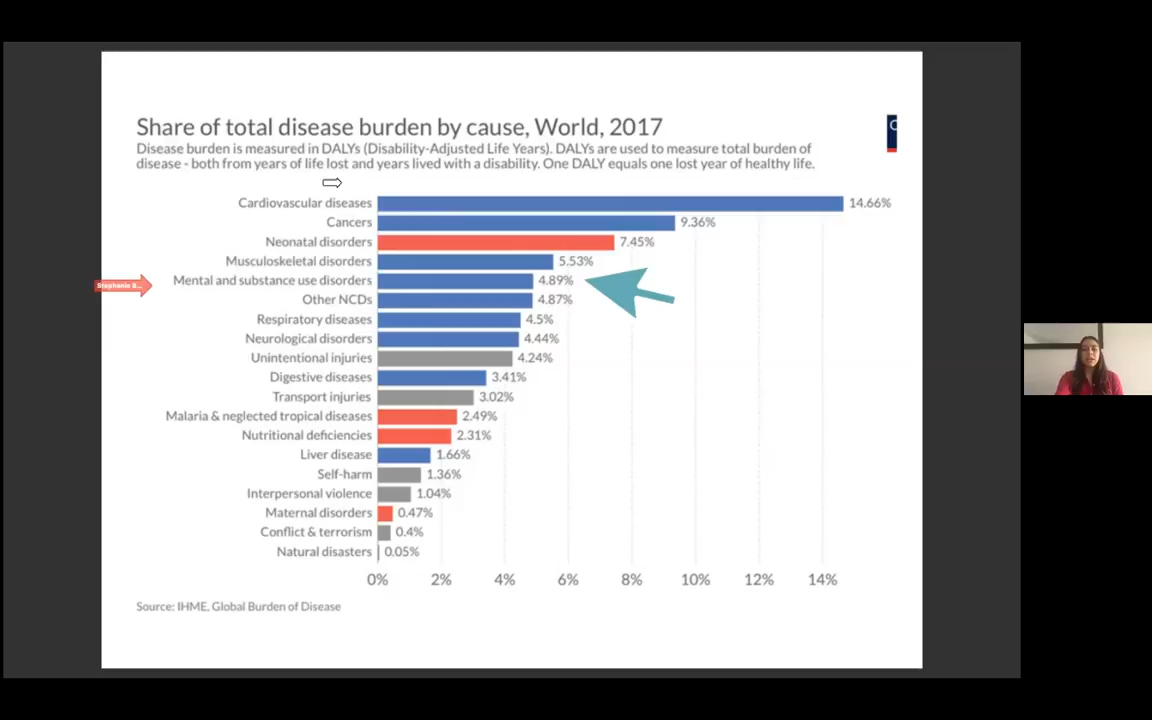 Share of total disease burden by cause, World, 2017
Disease burden is measured in DALYs (Disability-Adjusted Life Years). DALYs are used to measure total burden of
disease - both from years of life lost and years lived with a disability. One DALY equals one lost year of healthy life.
Cardiovascular diseases 14.66%
Cancers 9.36%
Neonatal disorders 7.45%
Musculoskeletal disorders 5.53%
Stephanie S...
Mental and substance use disorders 4.89%
Other NCDs 4.87%
Respiratory diseases 4.5%
Neurological disorders 4.44%
Unintentional injuries 4.24%
Digestive diseases 3.41%
Transport injuries 3.02%
Malaria & neglected tropical diseases 2.49%
Nutritional deficiencies 2.31%
Liver disease 1.66%
Self-harm 1.36%
Interpersonal violence 1.04%
Maternal disorders 0.47%
Conflict & terrorism 0.4%
Natural disasters 0.05%
0% 2% 4% 6% 8% 10% 12% 14%
Source: IHME, Global Burden of Disease